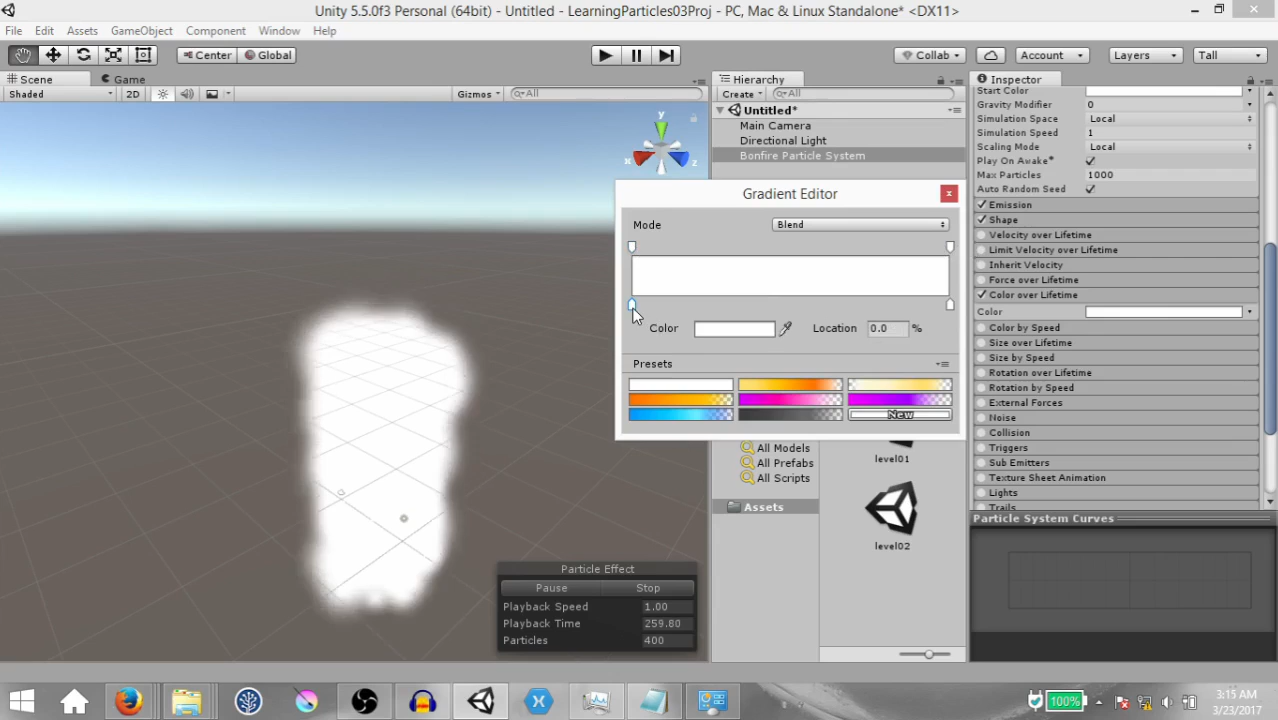 Unity 5.5.0f3 Personal (64bit) - Untitled - LearningParticles03Proj - PC, Mac & Linux Standalone* <DX11>
File Edit Assets GameObject Component Window Help
Center Global Collab Account Layers Tall
Scene Game
Shaded 2D Gizmos All
y
x
z
Hierarchy
Create All
Untitled*
Main Camera
Directional Light
Bonfire Particle System
Gradient Editor
Mode Blend
Color Location 0.0 %
Presets
New
All Models
All Prefabs
All Scripts
Assets
level01
level02
Particle Effect
Pause Stop
Playback Speed 1.00
Playback Time 259.80
Particles 400
Inspector
Start Color
Gravity Modifier 0
Simulation Space Local
Simulation Speed 1
Scaling Mode Local
Play On Awake*
Max Particles 1000
Auto Random Seed
Emission
Shape
Velocity over Lifetime
Limit Velocity over Lifetime
Inherit Velocity
Force over Lifetime
Color over Lifetime
Color
Color by Speed
Size over Lifetime
Size by Speed
Rotation over Lifetime
Rotation by Speed
External Forces
Noise
Collision
Triggers
Sub Emitters
Texture Sheet Animation
Lights
Trails
Particle System Curves
100%
3:15 AM
3/23/2017